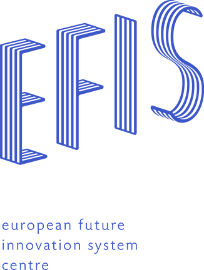 EFIS
european future
innovation system
centre